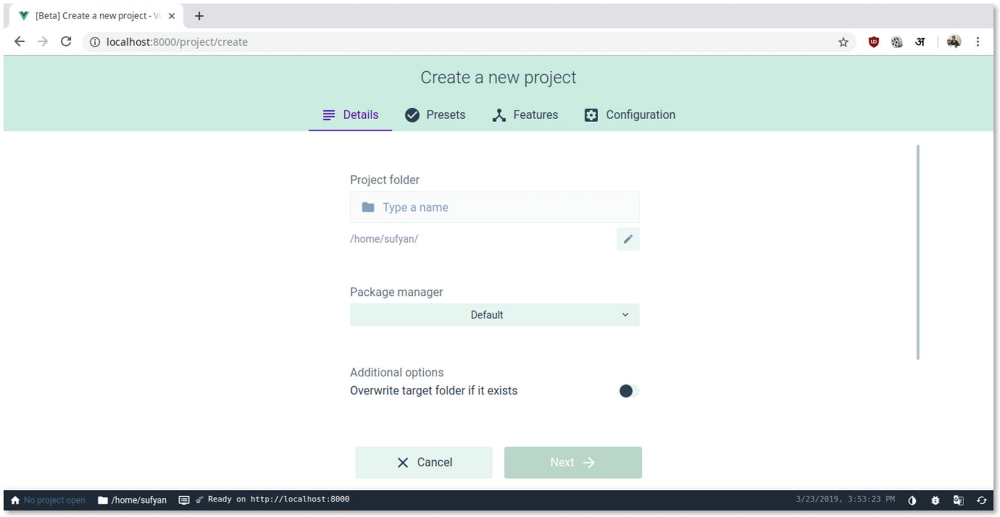 [Beta] Create a new project - Vu
localhost:8000/project/create
अ
Create a new project
Details
Presets
Features
Configuration
Project folder
Type a name
/home/sufyan/
Package manager
Default
Additional options
Overwrite target folder if it exists
Cancel
Next
No project open /home/sufyan Ready on http://localhost:8000 3/23/2019, 3:53:23 PM